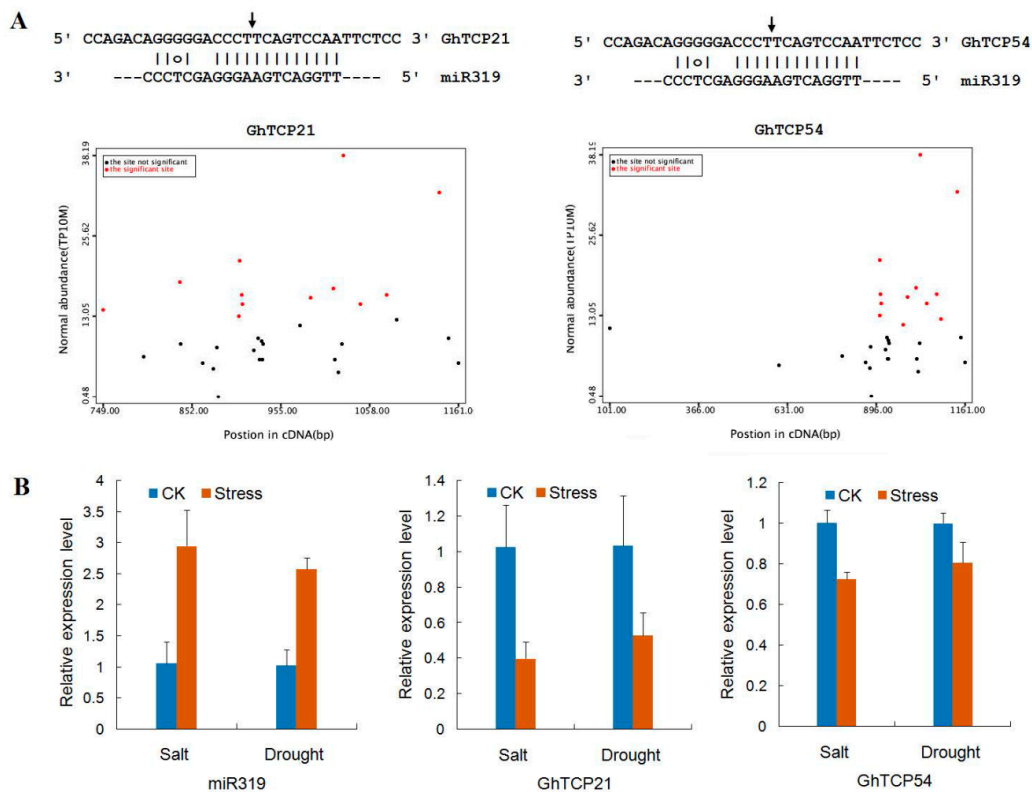 A
5' CCAGACAGGGGGACCCTTCAGTCCAATTCTCC 3' GhTCP21
||o| |||||||||||||
3' ---CCCTCGAGGGAAGTCAGGTT---- 5' miR319
5' CCAGACAGGGGGACCCTTCAGTCCAATTCTCC 3' GhTCP54
||o| |||||||||||||
3' ---CCCTCGAGGGAAGTCAGGTT---- 5' miR319
GhTCP21
the site not significant
the significant site
Normal abundance(TP10M)
38.19
25.62
13.05
0.48
749.00 852.00 955.00 1058.00 1161.00
Postion in cDNA(bp)
GhTCP54
the site not significant
the significant site
Normal abundance(TP10M)
38.19
25.62
13.05
0.48
101.00 366.00 631.00 896.00 1161.00
Postion in cDNA(bp)
B
CK Stress
Relative expression level
4
3.5
3
2.5
2
1.5
1
0.5
0
Salt Drought
miR319
CK Stress
Relative expression level
1.4
1.2
1
0.8
0.6
0.4
0.2
0
Salt Drought
GhTCP21
CK Stress
Relative expression level
1.2
1
0.8
0.6
0.4
0.2
0
Salt Drought
GhTCP54